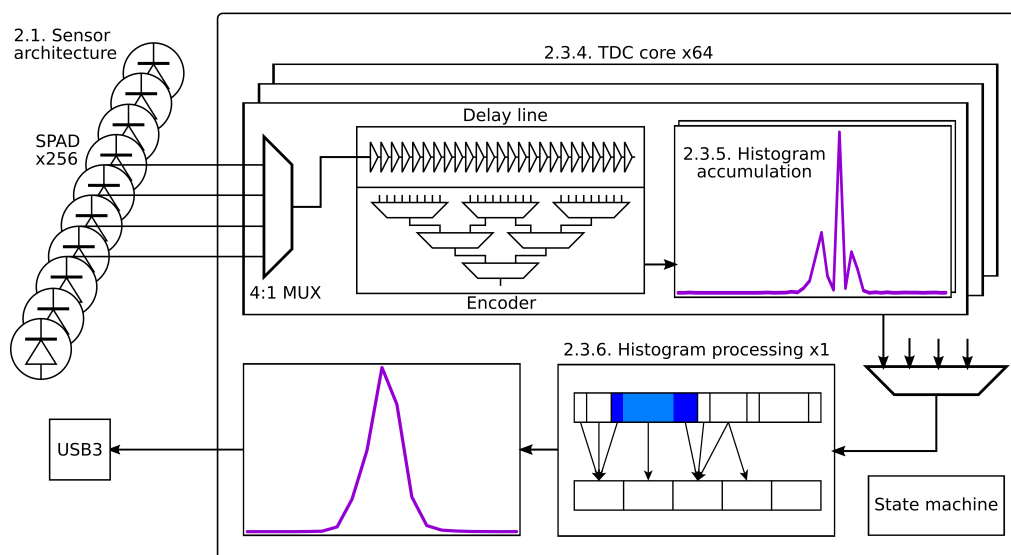 2.1. Sensor
architecture
2.3.4. TDC core x64
Delay line
SPAD
x256
2.3.5. Histogram
accumulation
4:1 MUX
Encoder
2.3.6. Histogram processing x1
USB3
State machine